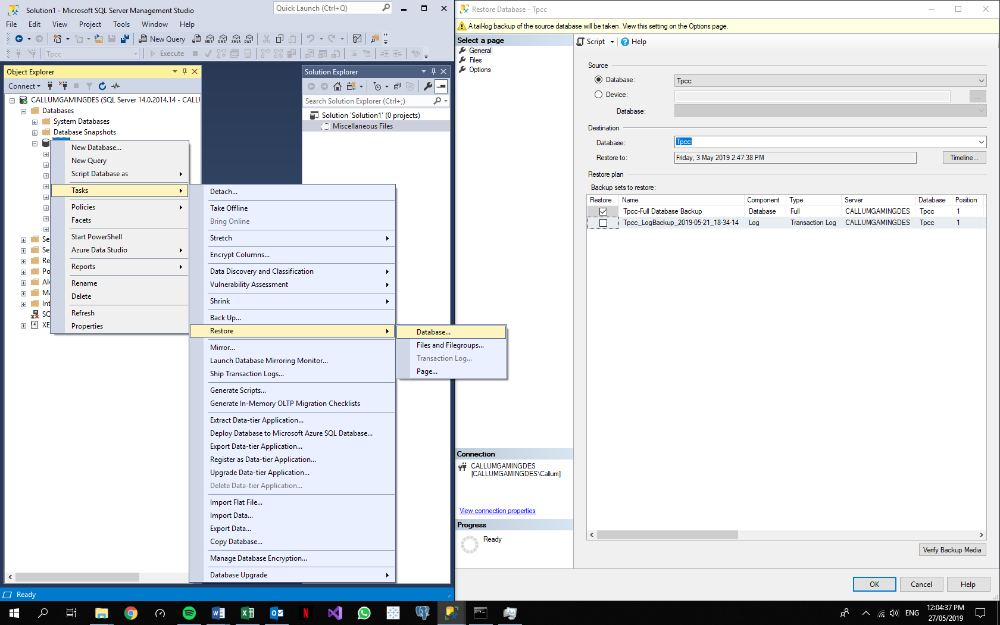 Solution1 - Microsoft SQL Server Management Studio
Quick Launch (Ctrl+Q)
File Edit View Project Tools Window Help
New Query
MDX DMX XMLA DAX
Tpcc
Execute
Object Explorer
Connect
CALLUMGAMINGDES (SQL Server 14.0.2014.14 - CALLU
Databases
System Databases
Database Snapshots
Se
Se
Re
Po
Al
Ma
Int
SQ
XE
New Database...
New Query
Script Database as
Tasks
Policies
Facets
Start PowerShell
Azure Data Studio
Reports
Rename
Delete
Refresh
Properties
Detach...
Take Offline
Bring Online
Stretch
Encrypt Columns...
Data Discovery and Classification
Vulnerability Assessment
Shrink
Back Up...
Restore
Mirror...
Launch Database Mirroring Monitor...
Ship Transaction Logs...
Generate Scripts...
Generate In-Memory OLTP Migration Checklists
Extract Data-tier Application...
Deploy Database to Microsoft Azure SQL Database...
Export Data-tier Application...
Register as Data-tier Application...
Upgrade Data-tier Application...
Delete Data-tier Application...
Import Flat File...
Import Data...
Export Data...
Copy Database...
Manage Database Encryption...
Database Upgrade
Database...
Files and Filegroups...
Transaction Log...
Page...
Solution Explorer
Search Solution Explorer (Ctrl+;)
Solution 'Solution1' (0 projects)
Miscellaneous Files
Ready
Restore Database - Tpcc
A tail-log backup of the source database will be taken. View this setting on the Options page.
Select a page
General
Files
Options
Connection
CALLUMGAMINGDES
[CALLUMGAMINGDES\Callum]
View connection properties
Progress
Ready
Script Help
Source
Database: Tpcc
Device: ...
Database:
Destination
Database: Tpcc
Restore to: Friday, 3 May 2019 2:47:38 PM Timeline...
Restore plan
Backup sets to restore:
Restore Name Component Type Server Database Position
Tpcc-Full Database Backup Database Full CALLUMGAMINGDES Tpcc 1
Tpcc_LogBackup_2019-05-21_18-34-14 Log Transaction Log CALLUMGAMINGDES Tpcc 1
Verify Backup Media
OK Cancel Help
ENG
12:04:37 PM
27/05/2019